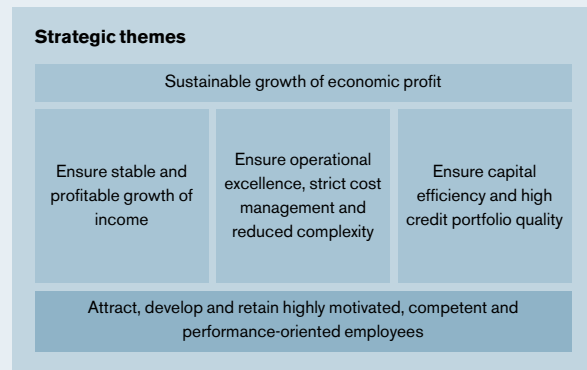 Strategic themes
Sustainable growth of economic profit
Ensure stable and
profitable growth of
income
Ensure operational
excellence, strict cost
management and
reduced complexity
Ensure capital
efficiency and high
credit portfolio quality
Attract, develop and retain highly motivated, competent and
performance-oriented employees